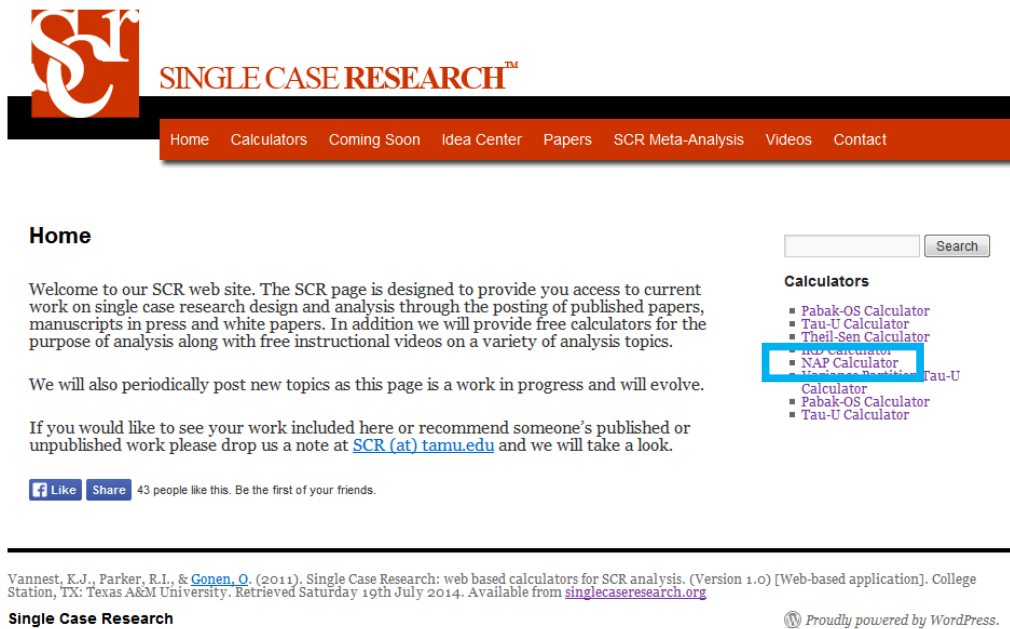 Scr
SINGLE CASE RESEARCH™
Home Calculators Coming Soon Idea Center Papers SCR Meta-Analysis Videos Contact
Home
Search
Welcome to our SCR web site. The SCR page is designed to provide you access to current
work on single case research design and analysis through the posting of published papers,
manuscripts in press and white papers. In addition we will provide free calculators for the
purpose of analysis along with free instructional videos on a variety of analysis topics.
We will also periodically post new topics as this page is a work in progress and will evolve.
If you would like to see your work included here or recommend someone's published or
unpublished work please drop us a note at SCR (at) tamu.edu and we will take a look.
Like Share 43 people like this. Be the first of your friends.
Calculators
Pabak-OS Calculator
Tau-U Calculator
Theil-Sen Calculator
IRD Calculator
NAP Calculator
Variance Partition Tau-U
Calculator
Pabak-OS Calculator
Tau-U Calculator
Vannest, K.J., Parker, R.I., & Gonen, O. (2011). Single Case Research: web based calculators for SCR analysis. (Version 1.0) [Web-based application]. College
Station, TX: Texas A&M University. Retrieved Saturday 19th July 2014. Available from singlecaseresearch.org
Single Case Research
Proudly powered by WordPress.